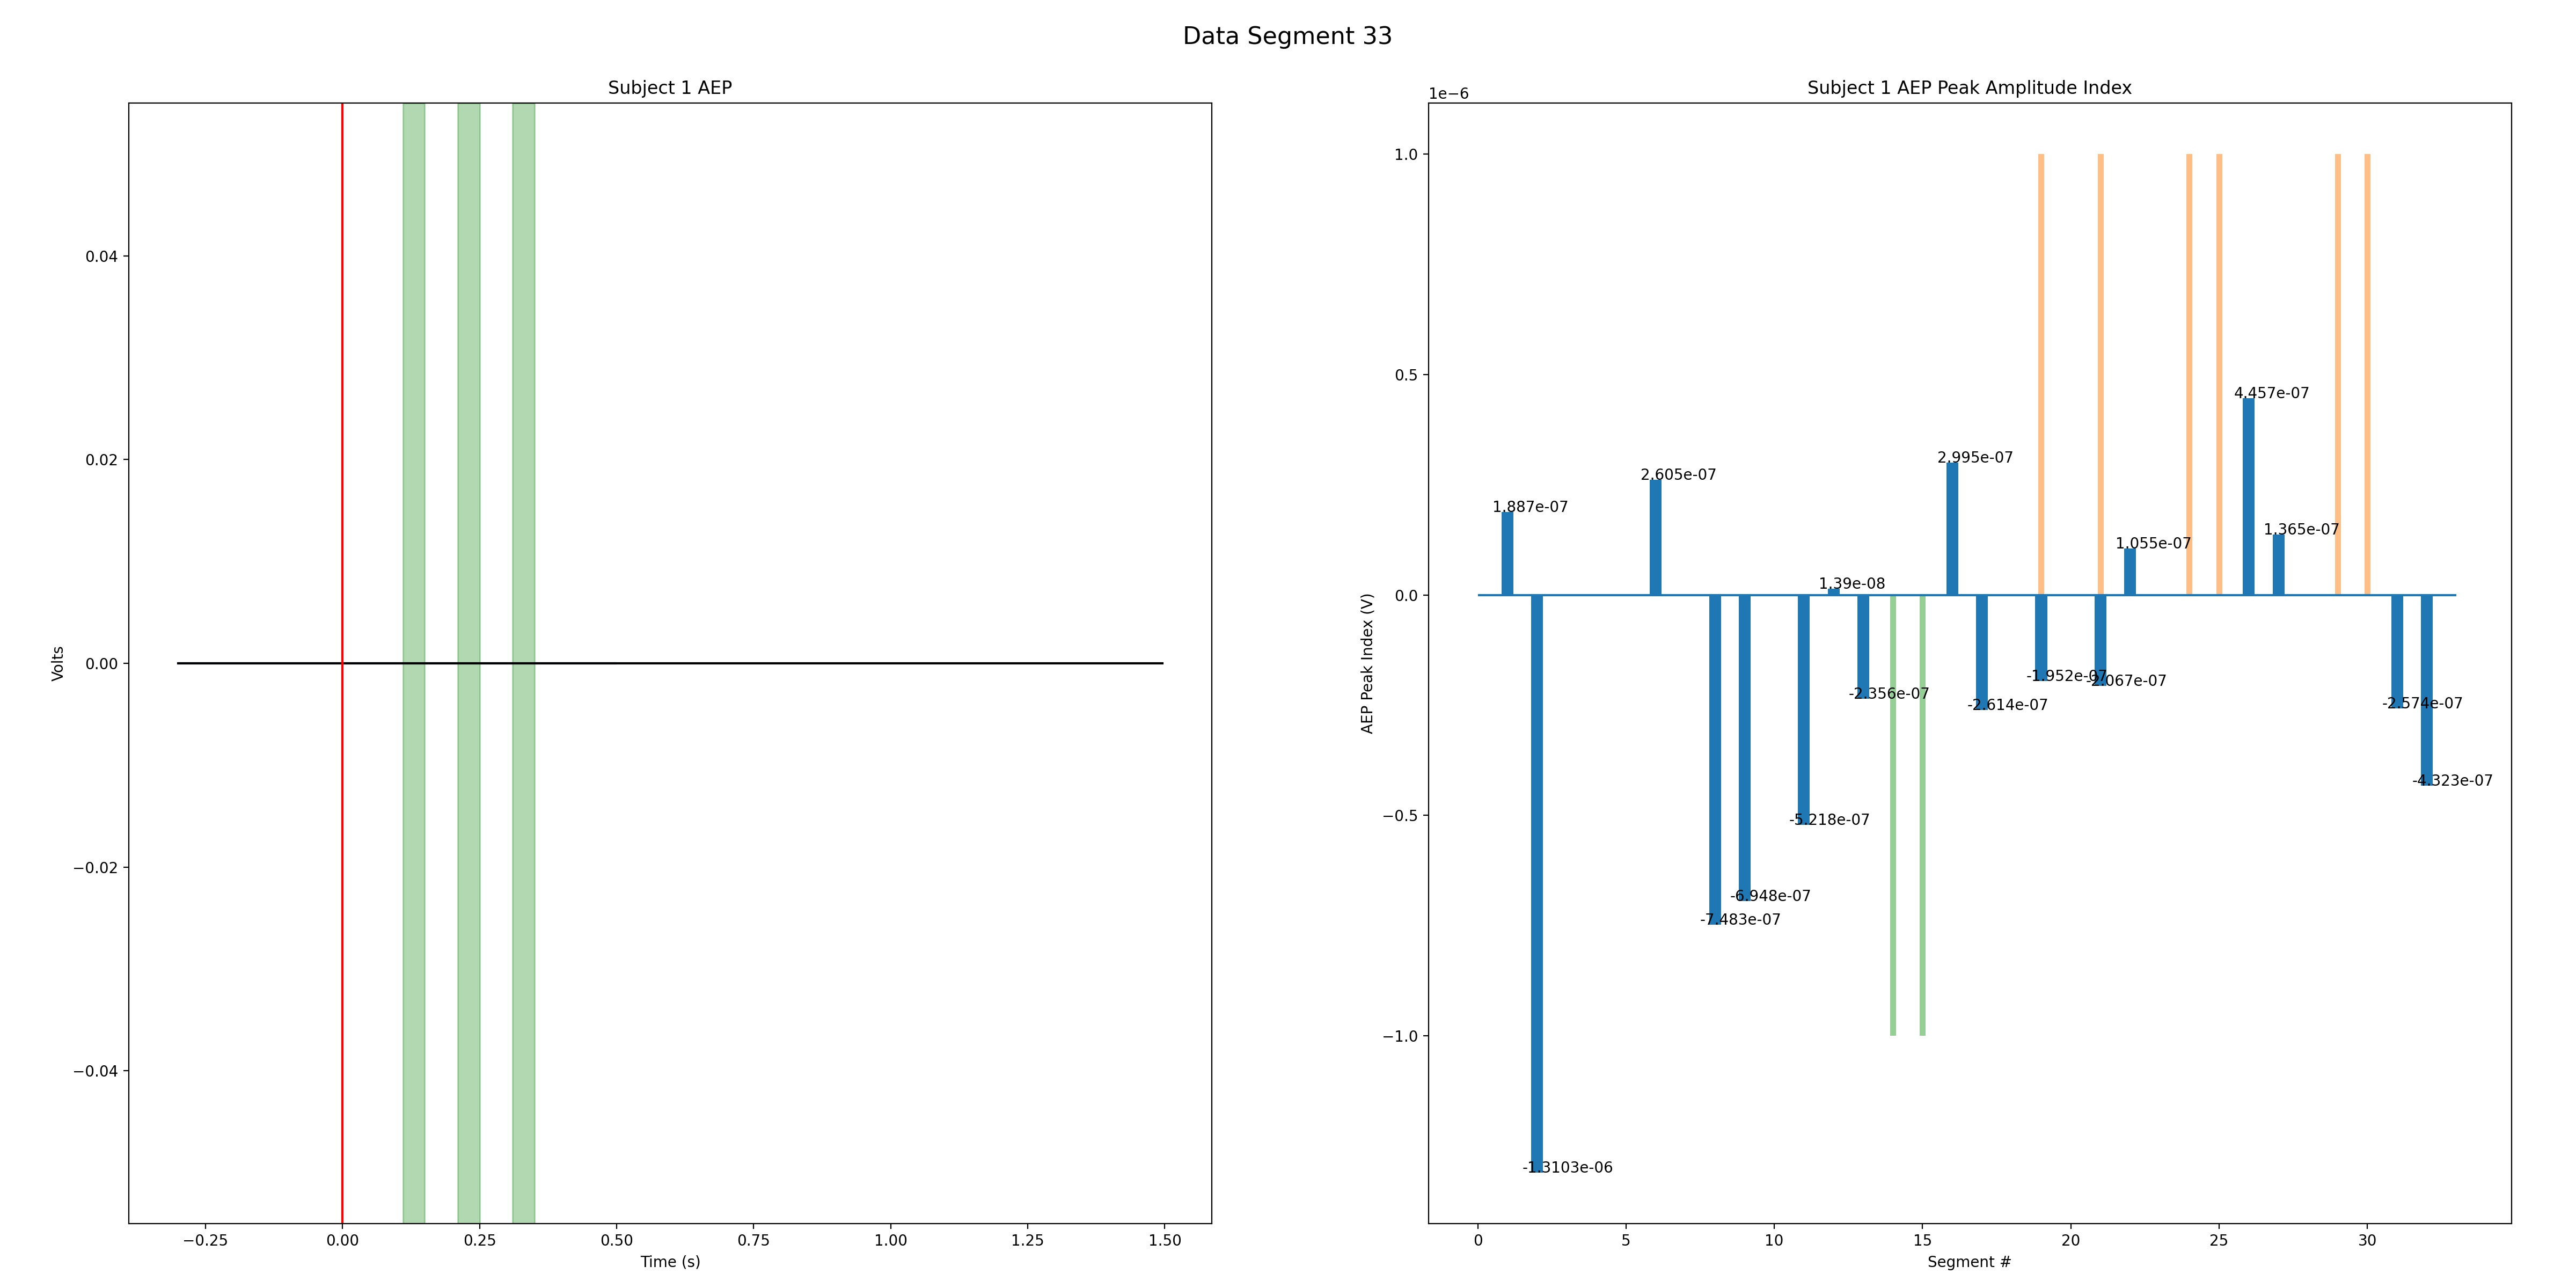 Data Segment 33
Subject 1 AEP
0.04
0.02
0.00
−0.02
−0.04
Volts
−0.25
0.00
0.25
0.50
0.75
1.00
1.25
1.50
Time (s)
Subject 1 AEP Peak Amplitude Index
1e−6
1.0
0.5
0.0
−0.5
−1.0
AEP Peak Index (V)
1.887e-07
-1.3103e-06
2.605e-07
-7.483e-07
-6.948e-07
-5.218e-07
1.39e-08
-2.356e-07
2.995e-07
-2.614e-07
-1.952e-07
-2.067e-07
1.055e-07
4.457e-07
1.365e-07
-2.574e-07
-4.323e-07
0
5
10
15
20
25
30
Segment #